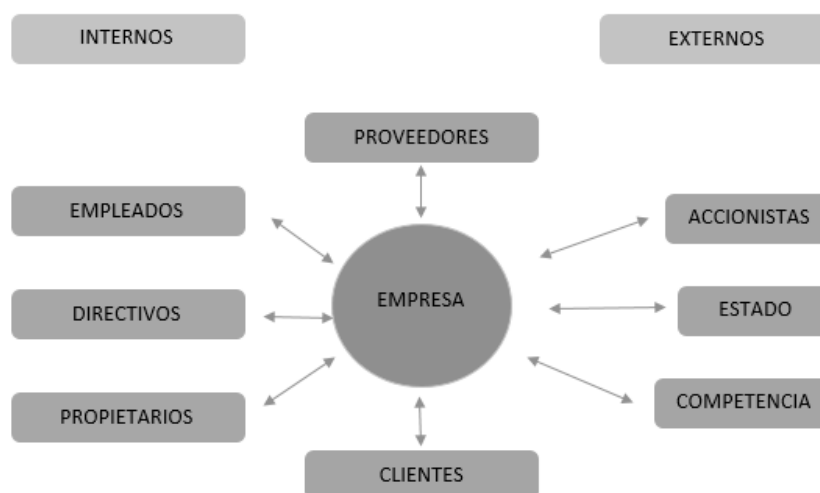 INTERNOS
EXTERNOS
PROVEEDORES
EMPLEADOS
ACCIONISTAS
EMPRESA
DIRECTIVOS
ESTADO
PROPIETARIOS
COMPETENCIA
CLIENTES